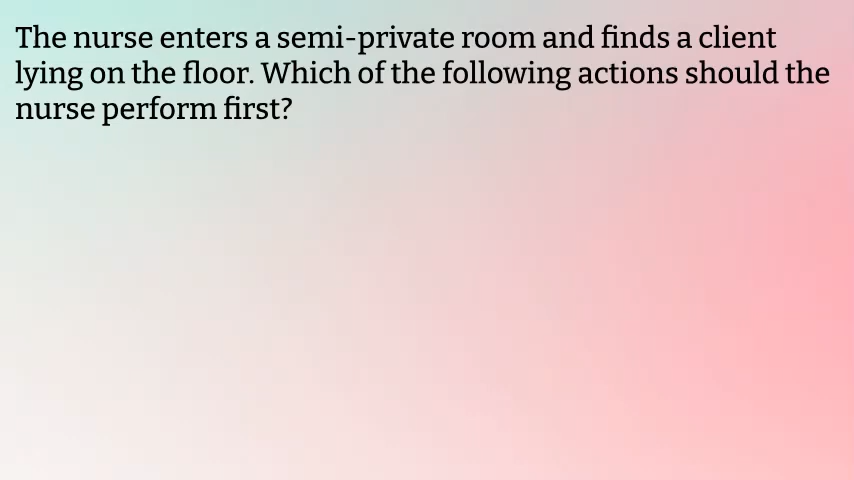 The nurse enters a semi-private room and finds a client
lying on the floor. Which of the following actions should the
nurse perform first?